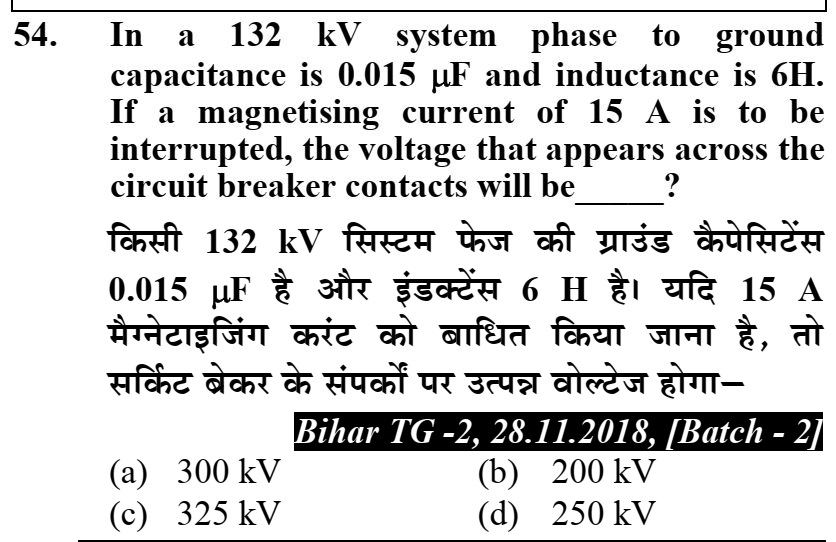 54. In a 132 kV system phase to ground
capacitance is 0.015 μF and inductance is 6H.
If a magnetising current of 15 A is to be
interrupted, the voltage that appears across the
circuit breaker contacts will be_____?
किसी 132 kV सिस्टम फेज की ग्राउंड कैपेसिटेंस
0.015 μF है और इंडक्टेंस 6 H है। यदि 15 A
मैग्नेटाइजिंग करंट को बाधित किया जाना है, तो
सर्किट ब्रेकर के संपर्कों पर उत्पन्न वोल्टेज होगा–
Bihar TG -2, 28.11.2018, [Batch - 2]
(a) 300 kV (b) 200 kV
(c) 325 kV (d) 250 kV